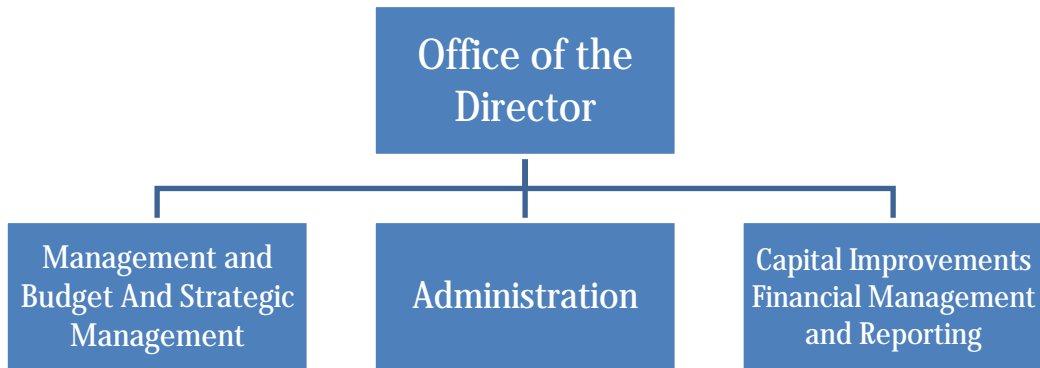 Office of the
Director
Management and
Budget And Strategic
Management
Administration
Capital Improvements
Financial Management
and Reporting